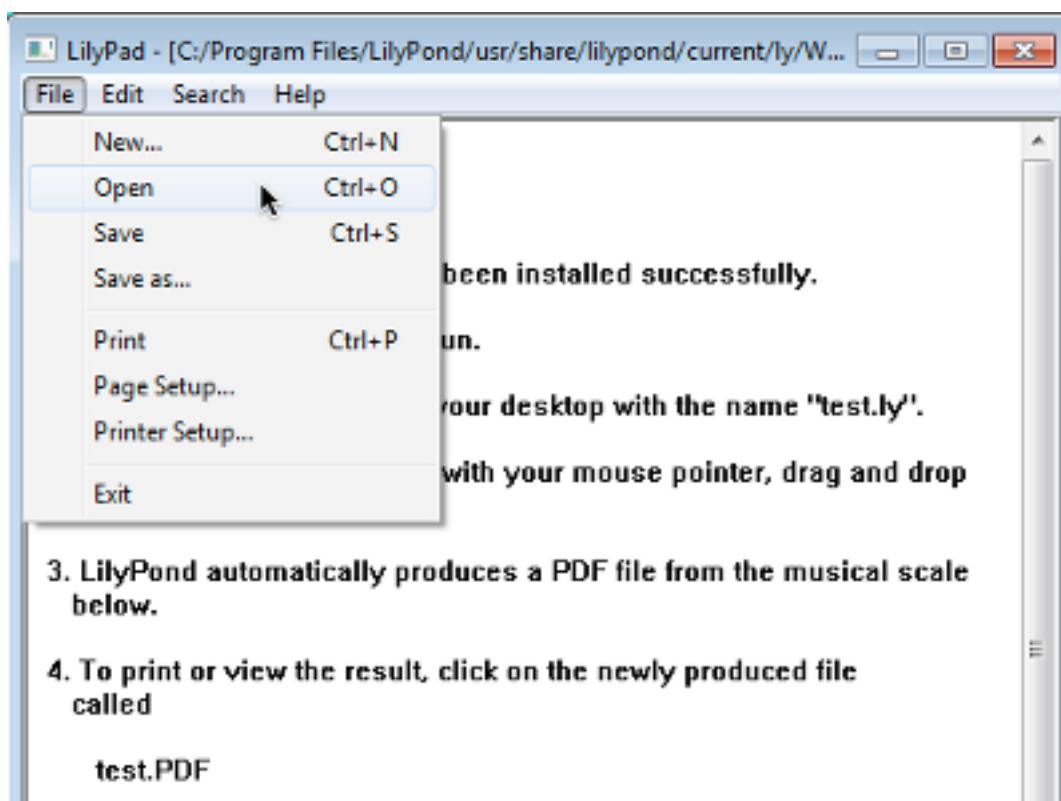 LilyPad - [C:/Program Files/LilyPond/usr/share/lilypond/current/ly/W...
File Edit Search Help
New... Ctrl+N
Open Ctrl+O
Save Ctrl+S
Save as...
Print Ctrl+P
Page Setup...
Printer Setup...
Exit
been installed successfully.
un.
your desktop with the name "test.ly".
with your mouse pointer, drag and drop
3. LilyPond automatically produces a PDF file from the musical scale
below.
4. To print or view the result, click on the newly produced file
called
test.PDF